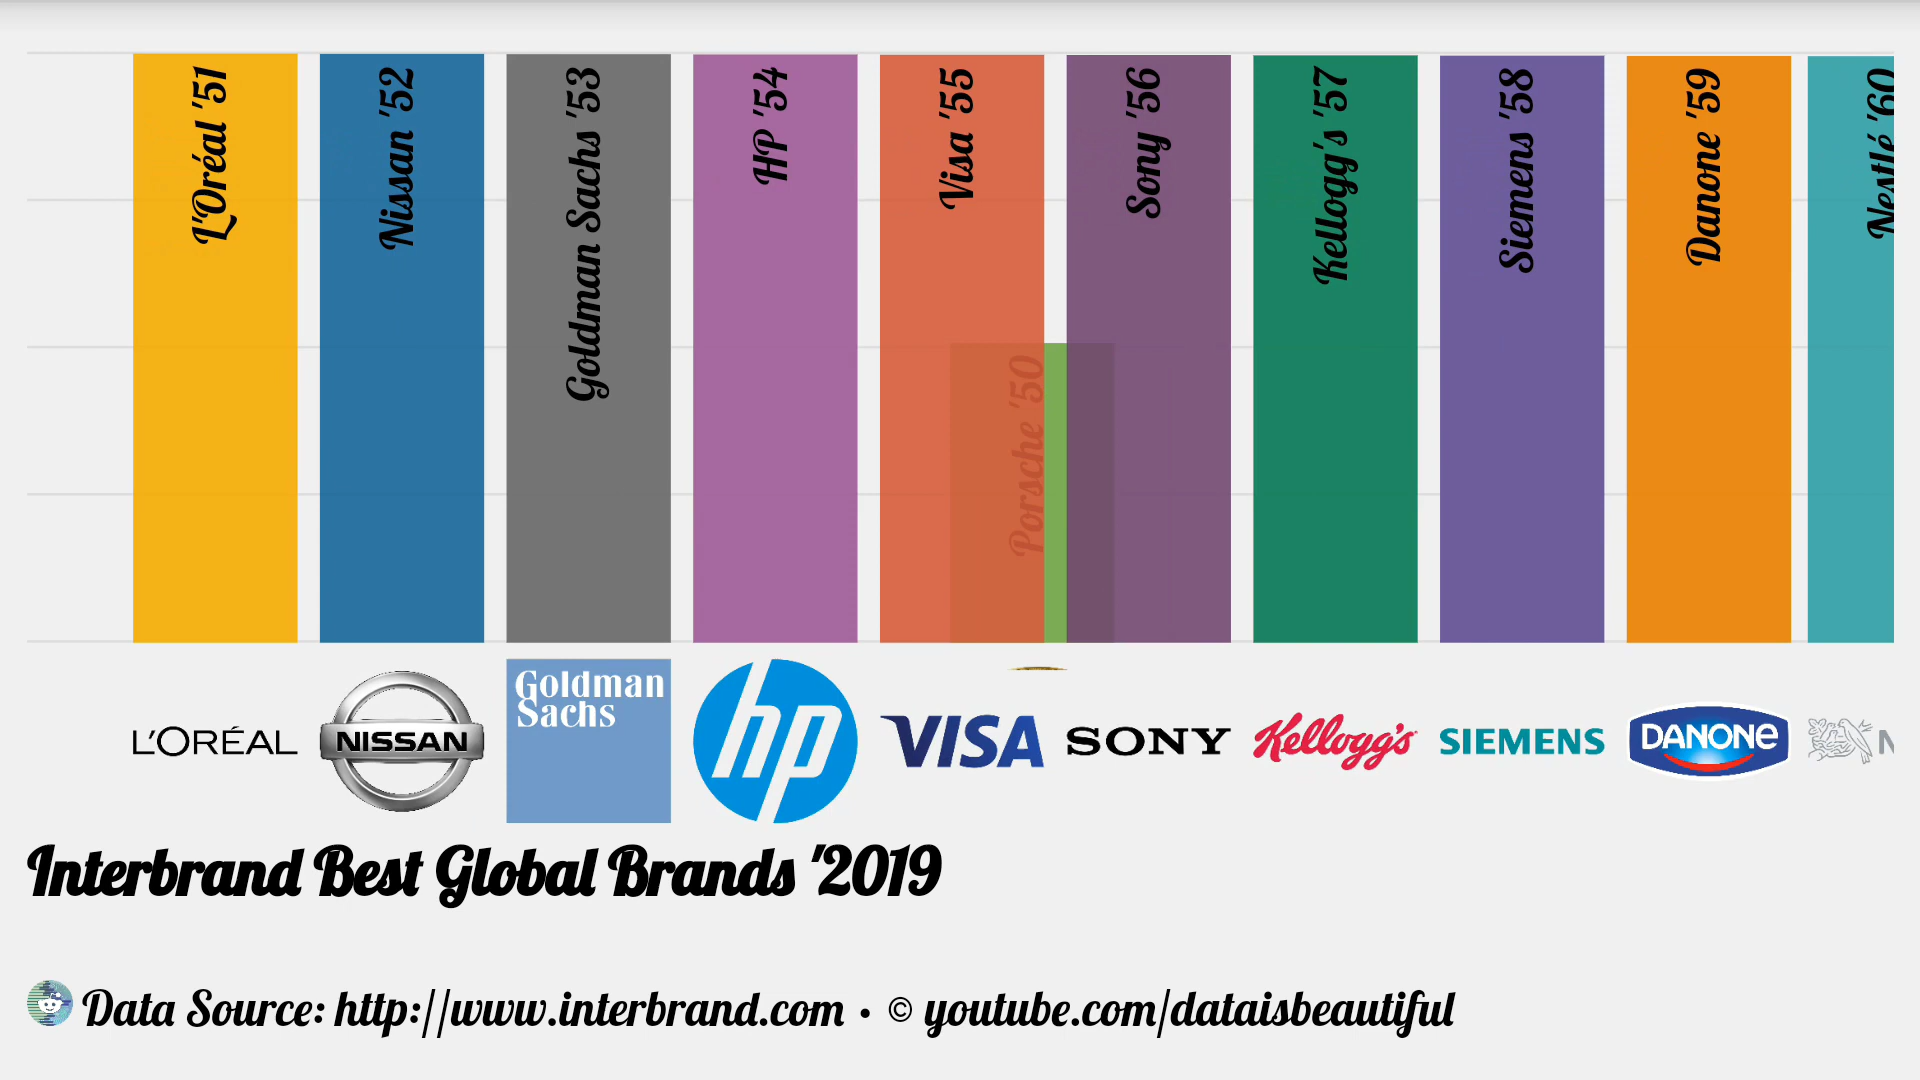 L'Oréal '51
Nissan '52
Goldman Sachs '53
HP '54
Visa '55
Porsche '50
Sony '56
Kellogg's '57
Siemens '58
Danone '59
Nestlé '60
L'ORÉAL
NISSAN
Goldman
Sachs
hp
VISA
SONY
Kellogg's
SIEMENS
DANONE
N
Interbrand Best Global Brands '2019
Data Source: http://www.interbrand.com • © youtube.com/dataisbeautiful